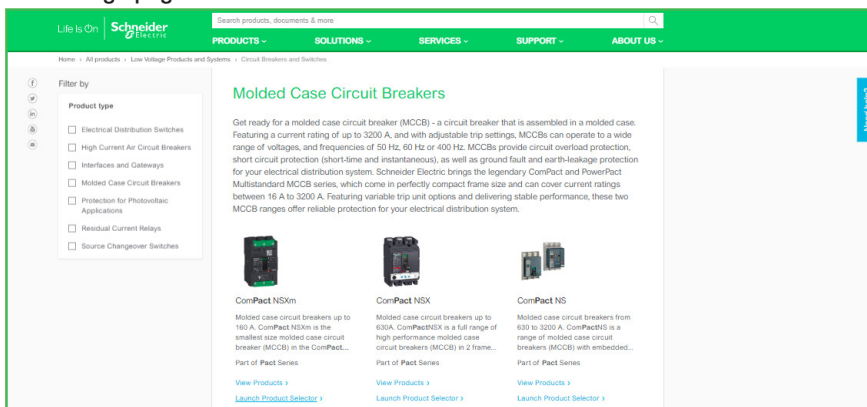 Life Is On
Schneider
Electric
Search products, documents & more
PRODUCTS
SOLUTIONS
SERVICES
SUPPORT
ABOUT US
Home › All products › Low Voltage Products and Systems › Circuit Breakers and Switches
Filter by
Product type
Electrical Distribution Switches
High Current Air Circuit Breakers
Interfaces and Gateways
Molded Case Circuit Breakers
Protection for Photovoltaic
Applications
Residual Current Relays
Source Changeover Switches
Molded Case Circuit Breakers
Get ready for a molded case circuit breaker (MCCB) - a circuit breaker that is assembled in a molded case.
Featuring a current rating of up to 3200 A, and with adjustable trip settings, MCCBs can operate to a wide
range of voltages, and frequencies of 50 Hz, 60 Hz or 400 Hz. MCCBs provide circuit overload protection,
short circuit protection (short-time and instantaneous), as well as ground fault and earth-leakage protection
for your electrical distribution system. Schneider Electric brings the legendary ComPact and PowerPact
Multistandard MCCB series, which come in perfectly compact frame size and can cover current ratings
between 16 A to 3200 A. Featuring variable trip unit options and delivering stable performance, these two
MCCB ranges offer reliable protection for your electrical distribution system.
ComPact NSXm
Molded case circuit breakers up to
160 A. ComPact NSXm is the
smallest size molded case circuit
breaker (MCCB) in the ComPact...
Part of Pact Series
View Products ›
Launch Product Selector ›
ComPact NSX
Molded case circuit breakers up to
630A. ComPactNSX is a full range of
high performance molded case
circuit breakers (MCCB) in 2 frame...
Part of Pact Series
View Products ›
Launch Product Selector ›
ComPact NS
Molded case circuit breakers from
630 to 3200 A. ComPactNS is a
range of molded case circuit
breakers (MCCB) with embedded...
Part of Pact Series
View Products ›
Launch Product Selector ›
Need help?